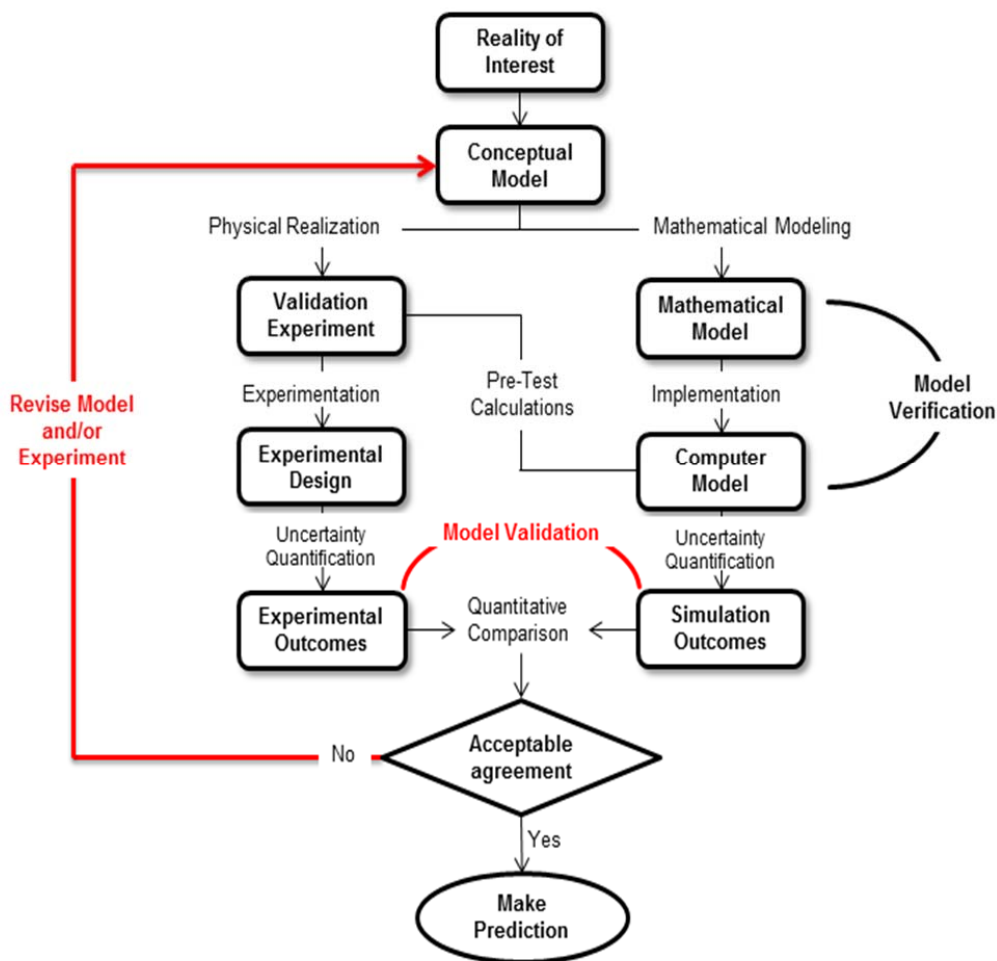 Reality of
Interest
Conceptual
Model
Physical Realization
Mathematical Modeling
Validation
Experiment
Mathematical
Model
Revise Model
and/or
Experiment
Experimentation
Pre-Test
Calculations
Implementation
Model
Verification
Experimental
Design
Computer
Model
Uncertainty
Quantification
Model Validation
Uncertainty
Quantification
Experimental
Outcomes
Quantitative
Comparison
Simulation
Outcomes
No
Acceptable
agreement
Yes
Make
Prediction